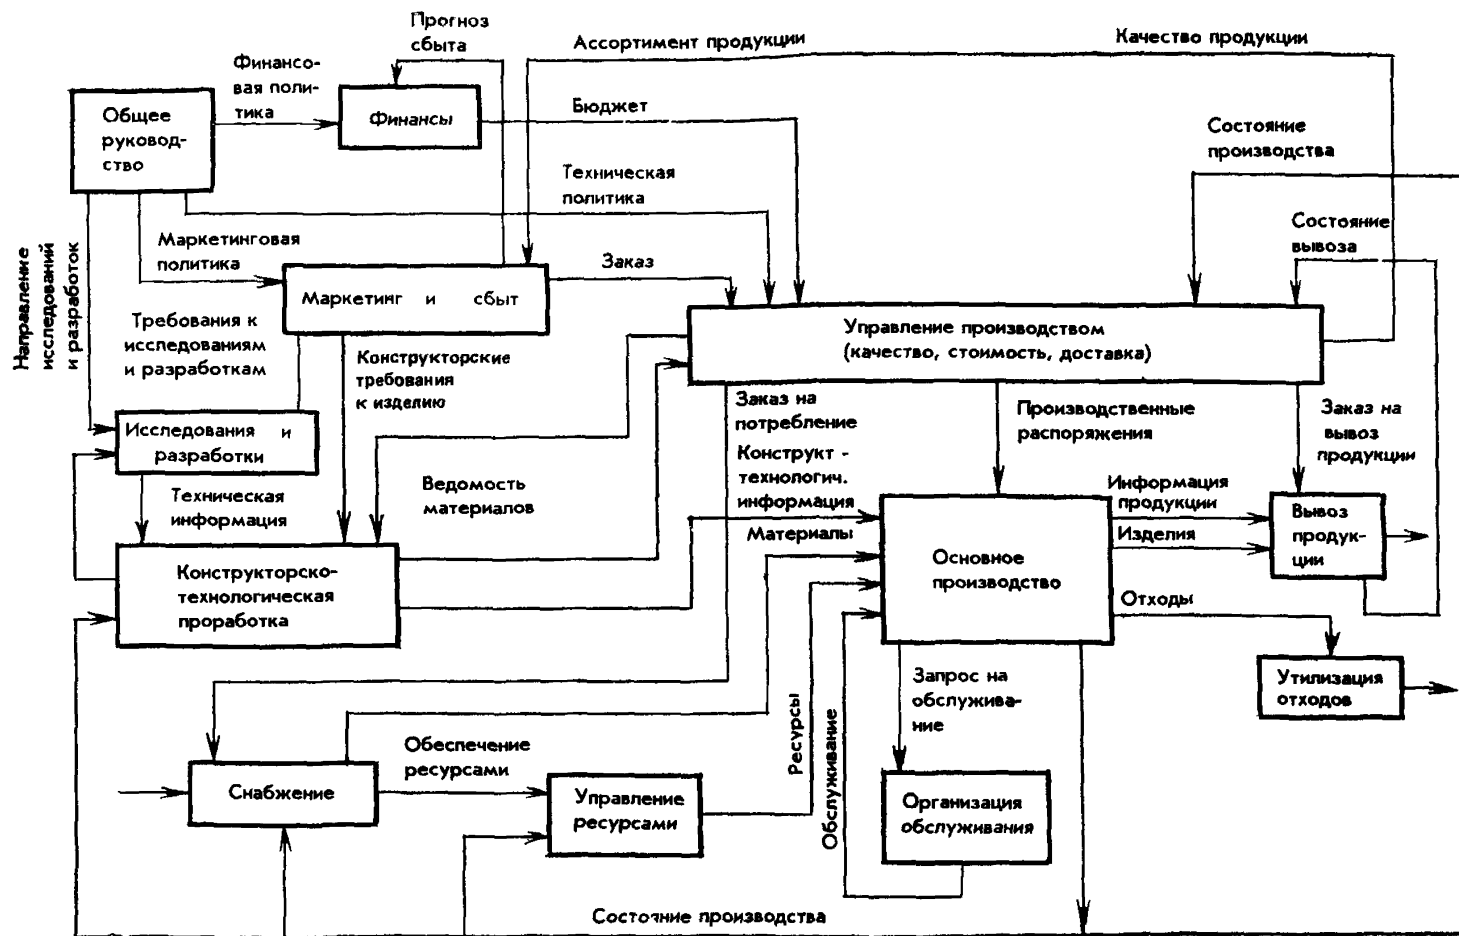 Прогноз
сбыта
Ассортимент продукции
Качество продукции
Финансо-
вая поли-
тика
Общее
руковод-
ство
Финансы
Бюджет
Состояние
производства
Техническая
политика
Направление
исследований
и разработок
Маркетинговая
политика
Состояние
вывоза
Заказ
Маркетинг и сбыт
Требования к
исследованиям
и разработкам
Управление производством
(качество, стоимость, доставка)
Конструкторские
требования
к изделию
Заказ на
потребление
Производственные
распоряжения
Заказ на
вывоз
продукции
Исследования и
разработки
Конструкт -
технологич.
информация
Ведомость
материалов
Техническая
информация
Информация
продукции
Вывоз
продук-
ции
Материалы
Изделия
Основное
производство
Конструкторско-
технологическая
проработка
Отходы
Утилизация
отходов
Запрос на
обслужива-
ние
Ресурсы
Обслуживание
Обеспечение
ресурсами
Снабжение
Управление
ресурсами
Организация
обслуживания
Состояние производства